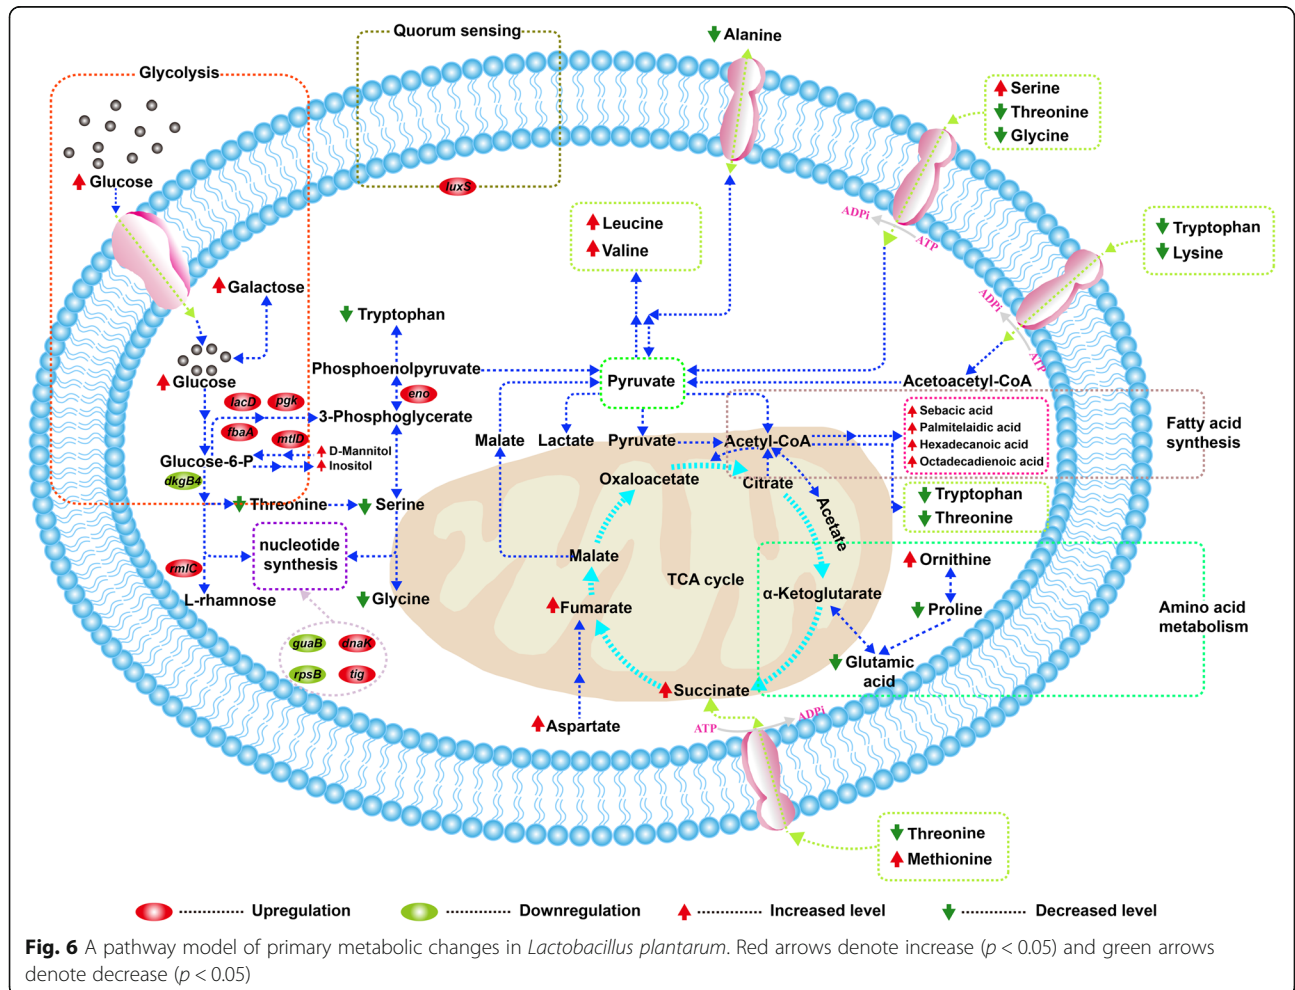 Quorum sensing
Alanine
Glycolysis
Serine
Threonine
Glycine
Glucose
luxS
ADPi
ATP
Leucine
Valine
Tryptophan
Lysine
Galactose
ADPi
ATP
Tryptophan
Phosphoenolpyruvate
Glucose
Pyruvate
Acetoacetyl-CoA
lacD
pgk
eno
3-Phosphoglycerate
fbaA
mtlD
Malate
Lactate
Pyruvate
Acetyl-CoA
Sebacic acid
Palmitelaidic acid
Hexadecanoic acid
Octadecadienoic acid
Fatty acid
synthesis
D-Mannitol
Inositol
Glucose-6-P
dkgB4
Oxaloacetate
Citrate
Tryptophan
Threonine
Threonine
Serine
Acetate
nucleotide
synthesis
Malate
TCA cycle
Ornithine
rmlC
L-rhamnose
Glycine
Fumarate
α-Ketoglutarate
Proline
Amino acid
metabolism
guaB
dnaK
rpsB
tig
Glutamic
acid
Succinate
Aspartate
ATP
ADPi
Threonine
Methionine
Upregulation
Downregulation
Increased level
Decreased level
Fig. 6 A pathway model of primary metabolic changes in Lactobacillus plantarum. Red arrows denote increase (p < 0.05) and green arrows
denote decrease (p < 0.05)